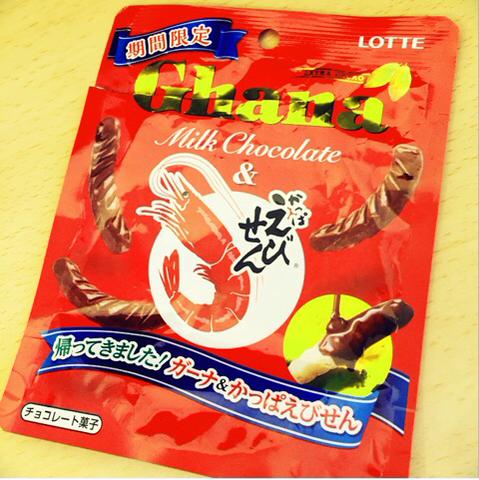 期間限定
LOTTE
EXTRA CACAO
Ghana
Milk Chocolate
&
かっぱ
えびせん
帰ってきました!ガーナ&かっぱえびせん
チョコレート菓子